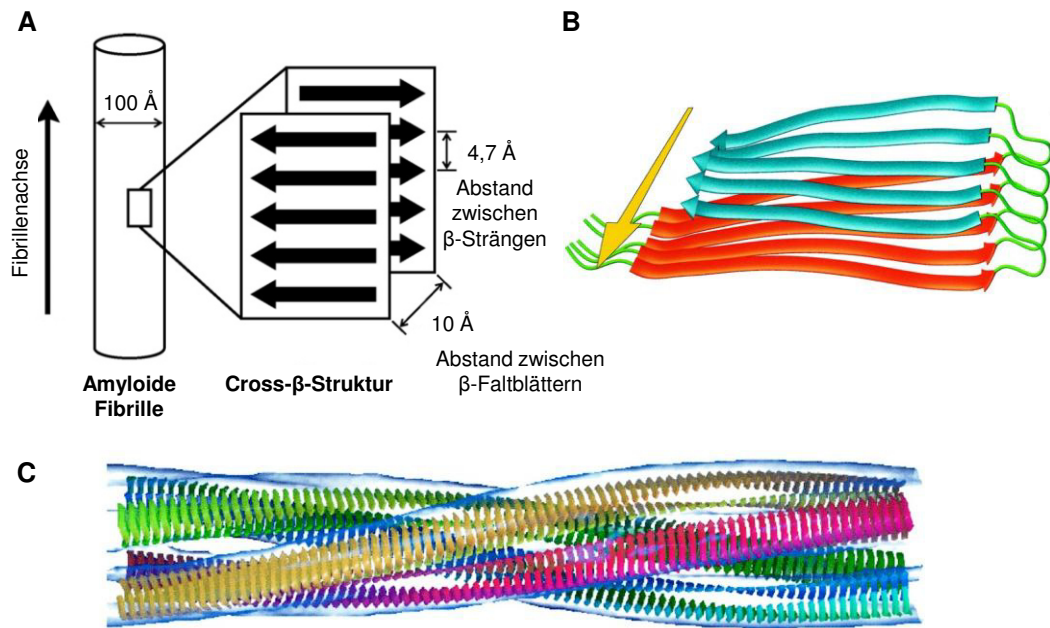 A
100 Å
Fibrillenachse
4,7 Å
Abstand
zwischen
β-Strängen
10 Å
Abstand zwischen
β-Faltblättern
Amyloide
Fibrille
Cross-β-Struktur
B
C